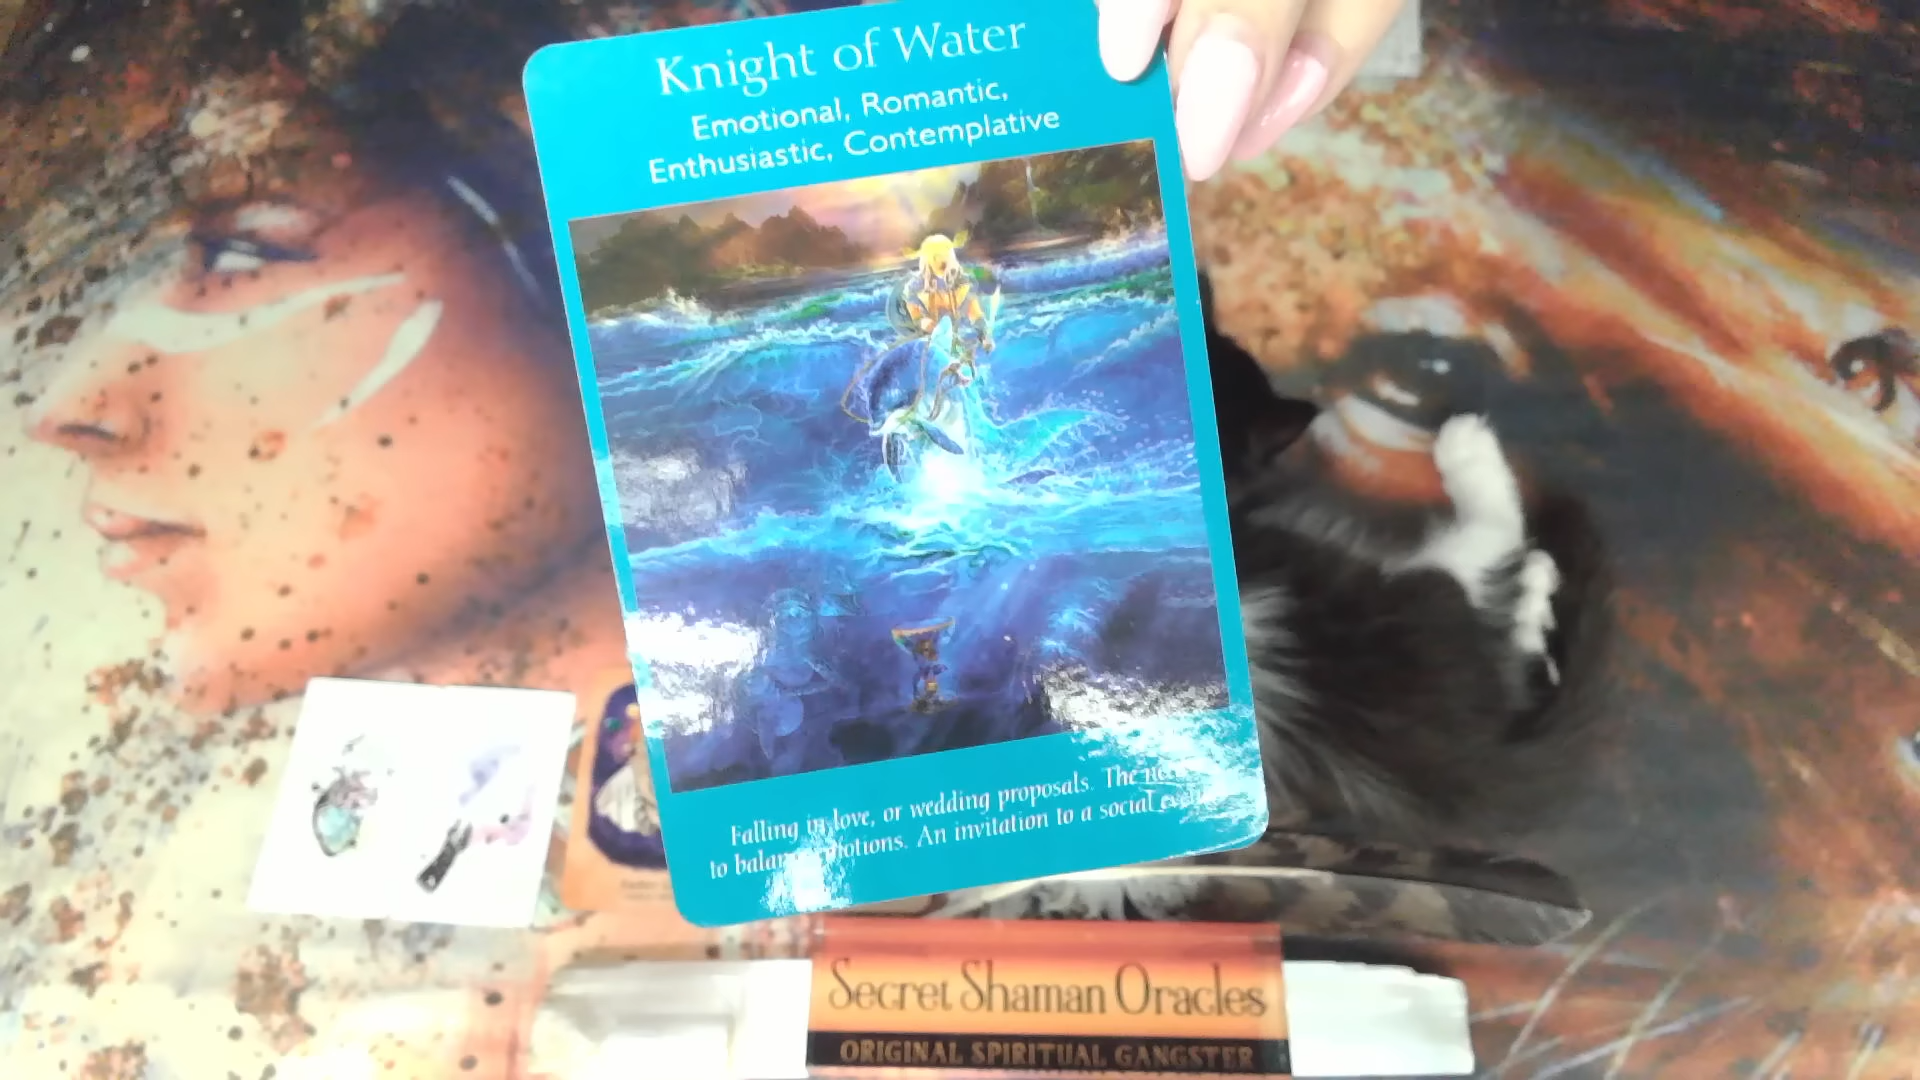 Knight of Water
Emotional, Romantic,
Enthusiastic, Contemplative
Falling in love, or wedding proposals. The
to balance emotions. An invitation to a social event
Secret Shaman Oracles
ORIGINAL SPIRITUAL GANGSTER